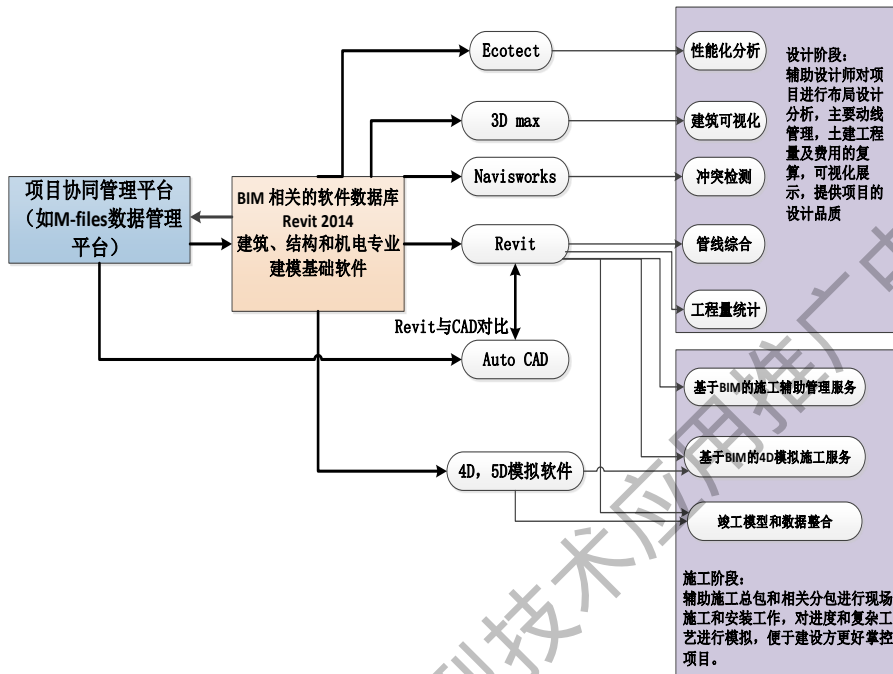 项目协同管理平台
（如M-files数据管理
平台）
BIM 相关的软件数据库
Revit 2014
建筑、结构和机电专业
建模基础软件
Ecotect
3D max
Navisworks
Revit
Revit与CAD对比
Auto CAD
4D，5D模拟软件
性能化分析
建筑可视化
冲突检测
管线综合
工程量统计
设计阶段：
辅助设计师对项
目进行布局设计
分析，主要动线
管理，土建工程
量及费用的复
算，可视化展
示，提供项目的
设计品质
基于BIM的施工辅助管理服务
基于BIM的4D模拟施工服务
竣工模型和数据整合
施工阶段：
辅助施工总包和相关分包进行现场
施工和安装工作，对进度和复杂工
艺进行模拟，便于建设方更好掌控
项目。
技术应用推广中